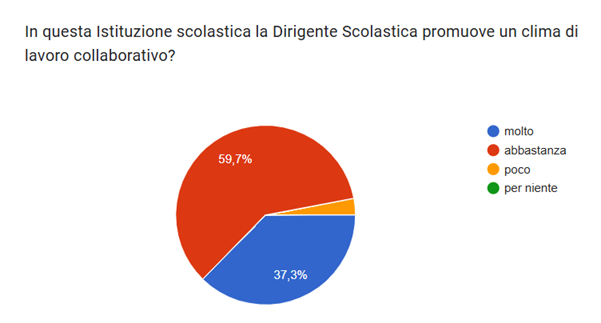 In questa Istituzione scolastica la Dirigente Scolastica promuove un clima di
lavoro collaborativo?
molto
abbastanza
poco
per niente
59,7%
37,3%